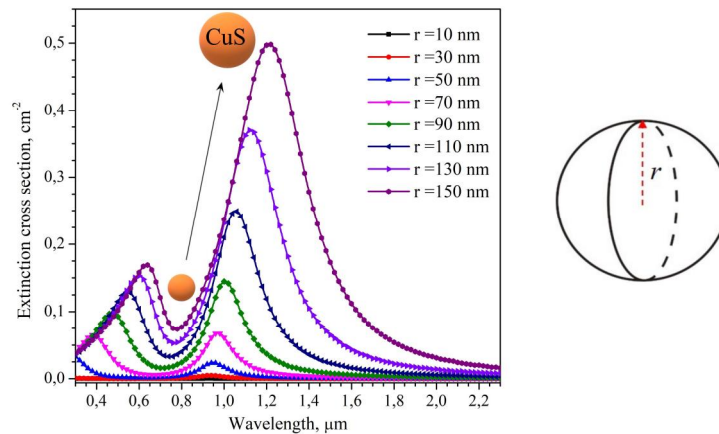 CuS
r =10 nm
r =30 nm
r =50 nm
r =70 nm
r =90 nm
r =110 nm
r =130 nm
r =150 nm
Extinction cross section, cm⁻²
0,5
0,4
0,3
0,2
0,1
0,0
0,4 0,6 0,8 1,0 1,2 1,4 1,6 1,8 2,0 2,2
Wavelength, μm
r